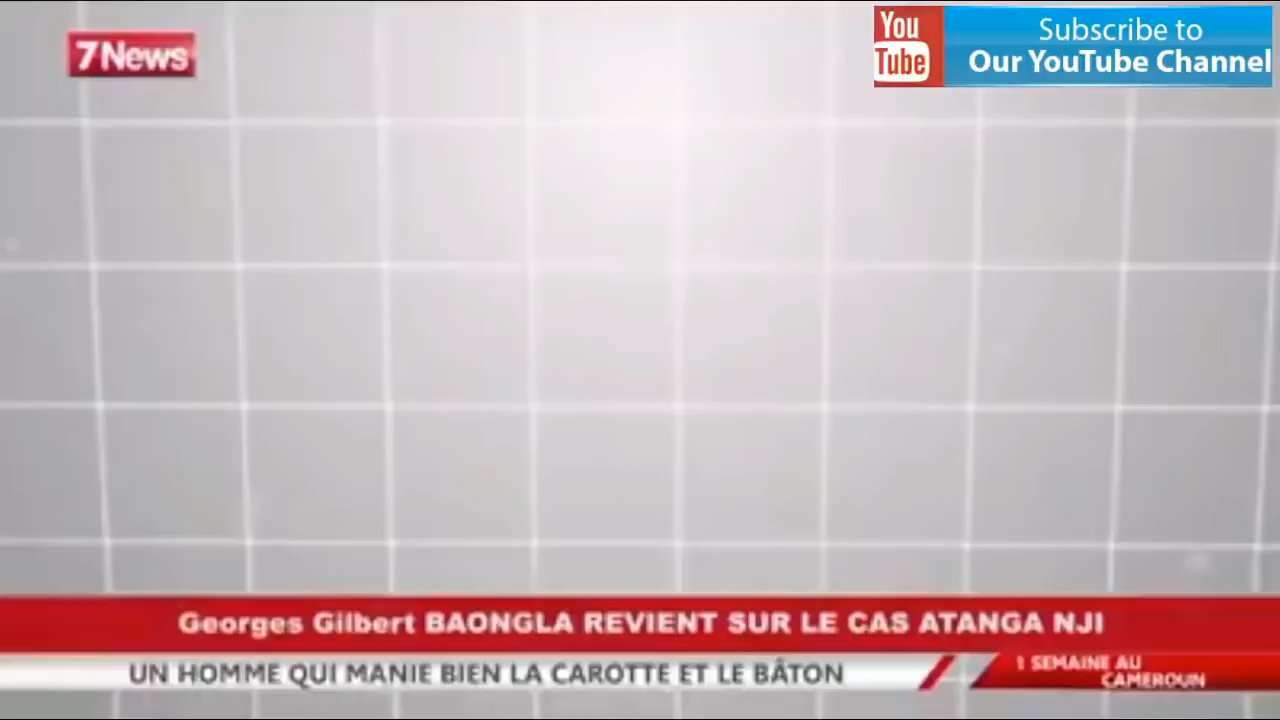 7News
You
Tube
Subscribe to
Our YouTube Channel
Georges Gilbert BAONGLA REVIENT SUR LE CAS ATANGA NJI
UN HOMME QUI MANIE BIEN LA CAROTTE ET LE BÂTON
1 SEMAINE AU
CAMEROUN